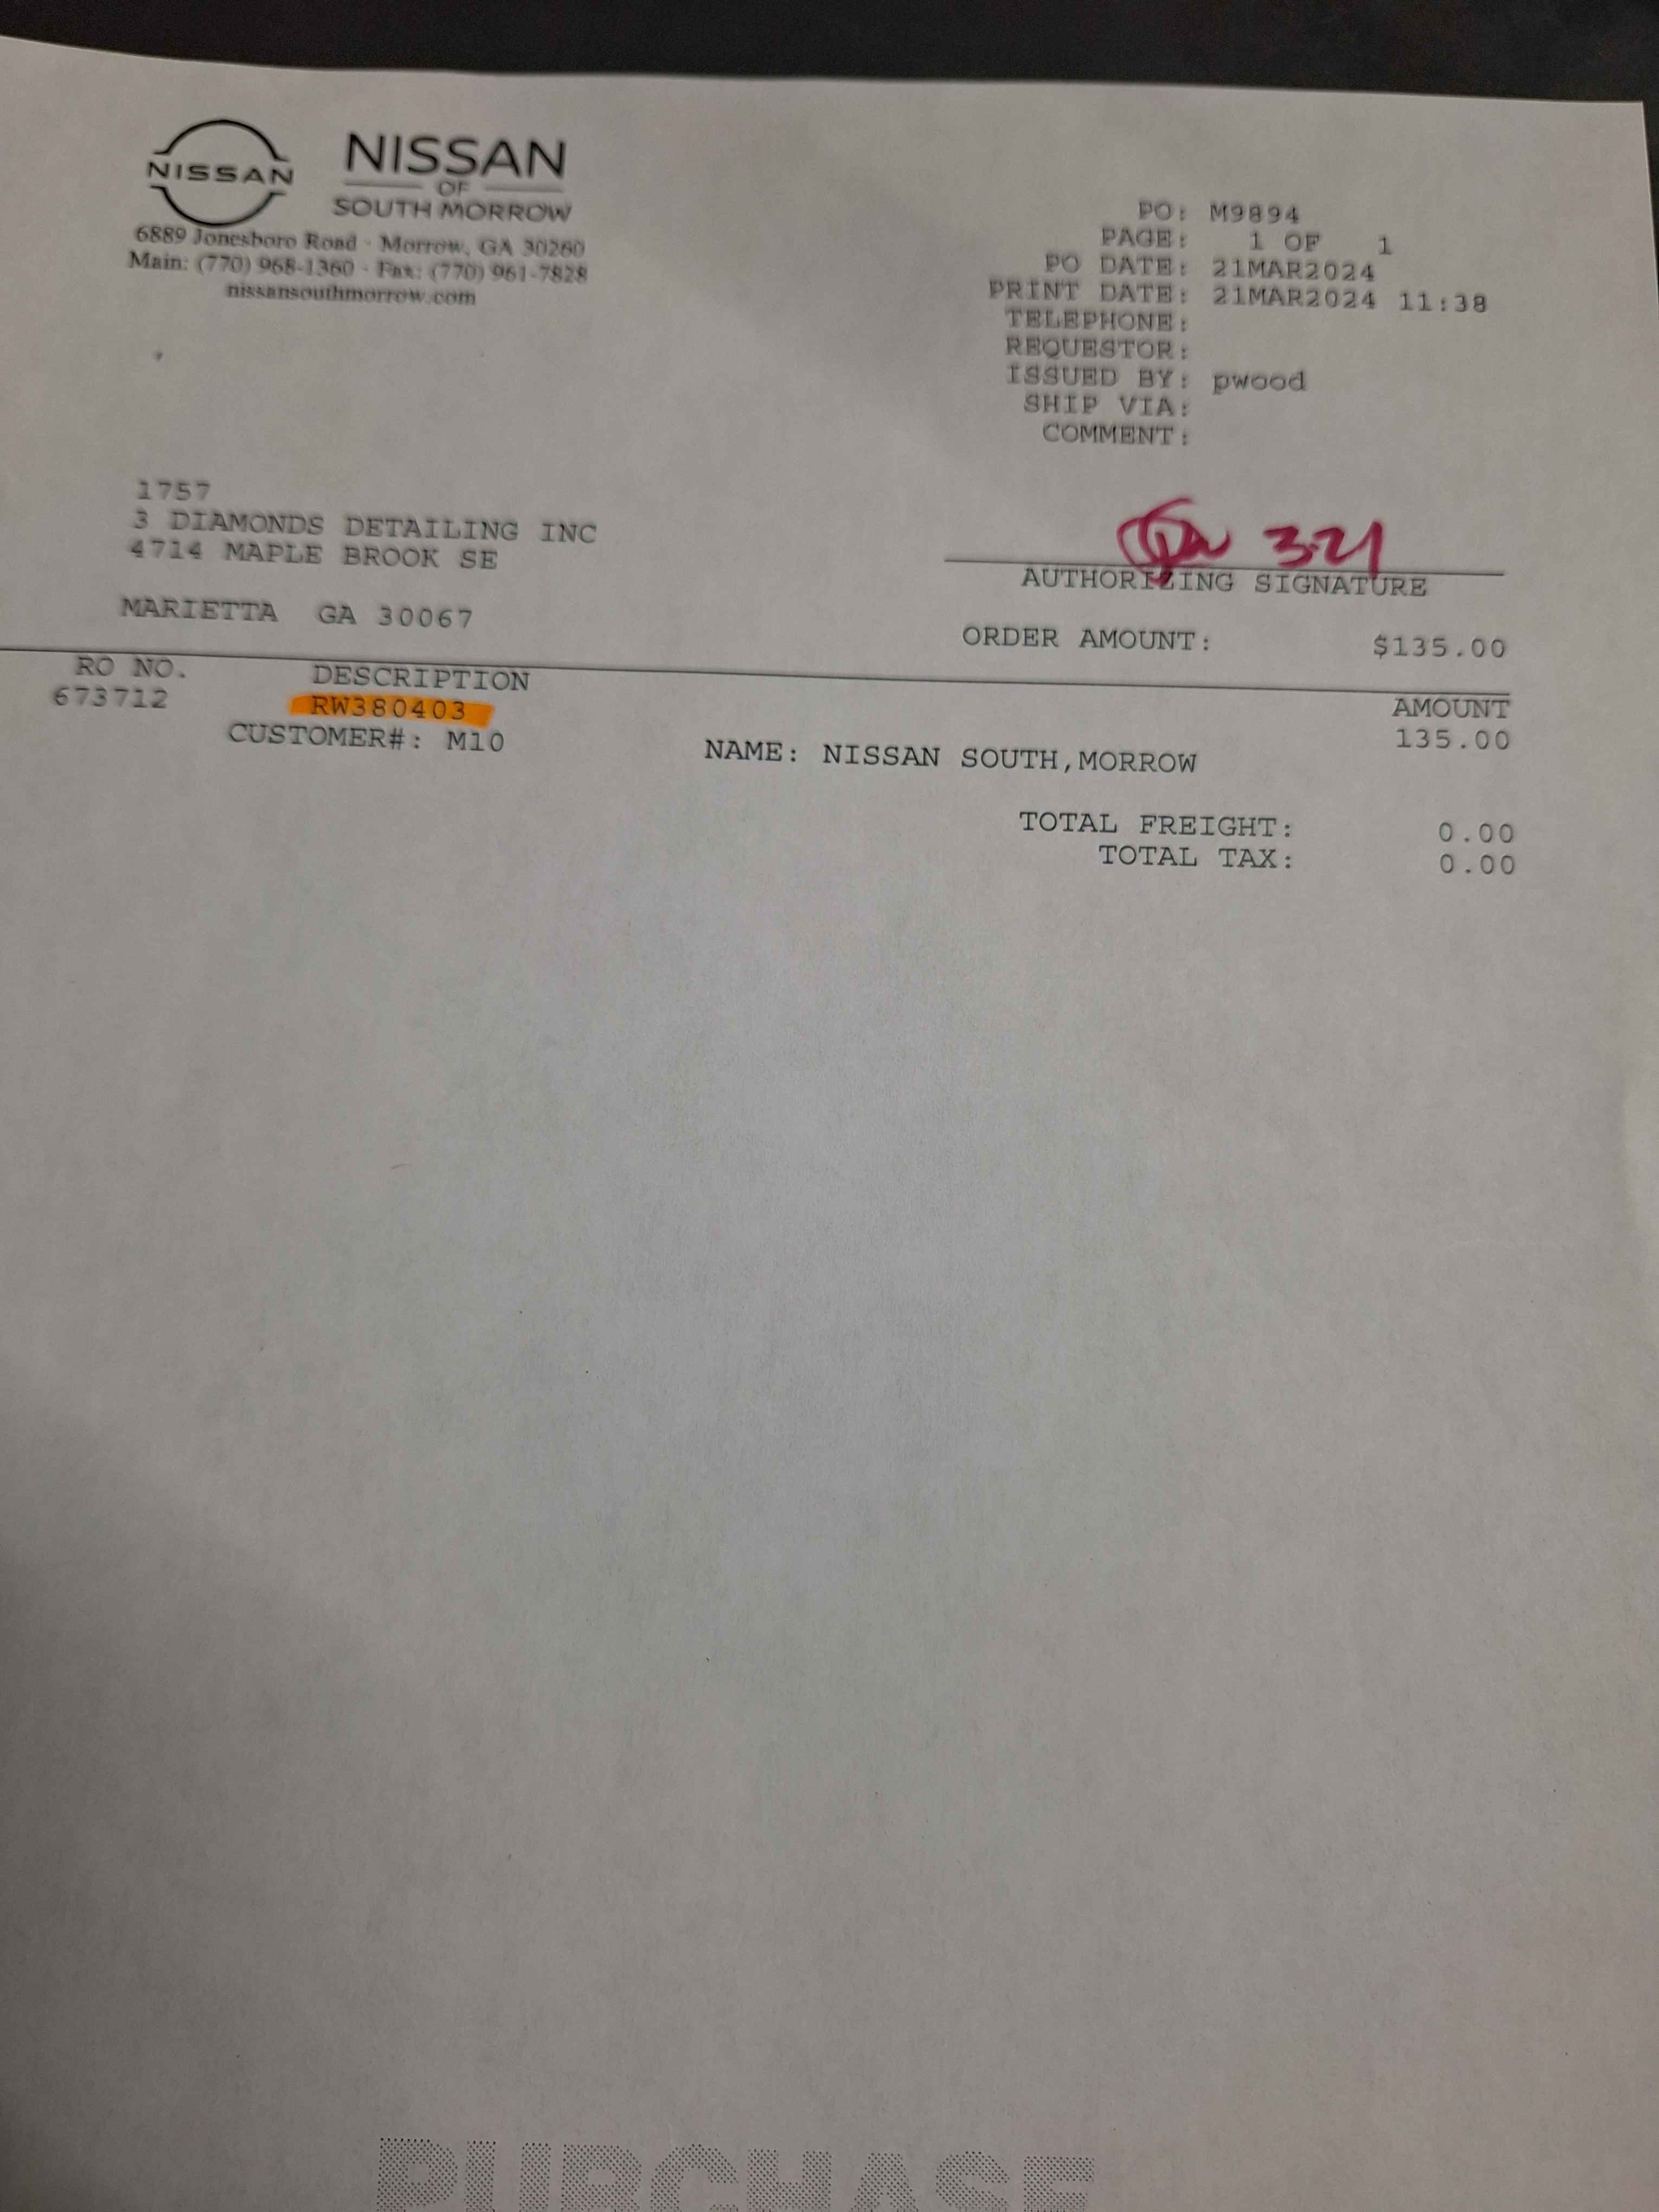 NISSAN
NISSAN
OF
SOUTH MORROW
6889 Jonesboro Road · Morrow, GA 30260
Main: (770) 968-1360 · Fax: (770) 961-7828
nissansouthmorrow.com
PO: M9894
PAGE: 1 OF 1
PO DATE: 21MAR2024
PRINT DATE: 21MAR2024 11:38
TELEPHONE:
REQUESTOR:
ISSUED BY: pwood
SHIP VIA:
COMMENT:
1757
3 DIAMONDS DETAILING INC
4714 MAPLE BROOK SE
MARIETTA GA 30067
3-21
AUTHORIZING SIGNATURE
ORDER AMOUNT: $135.00
RO NO. DESCRIPTION AMOUNT
673712 RW380403 135.00
CUSTOMER#: M10 NAME: NISSAN SOUTH,MORROW
TOTAL FREIGHT: 0.00
TOTAL TAX: 0.00
PURCHASE